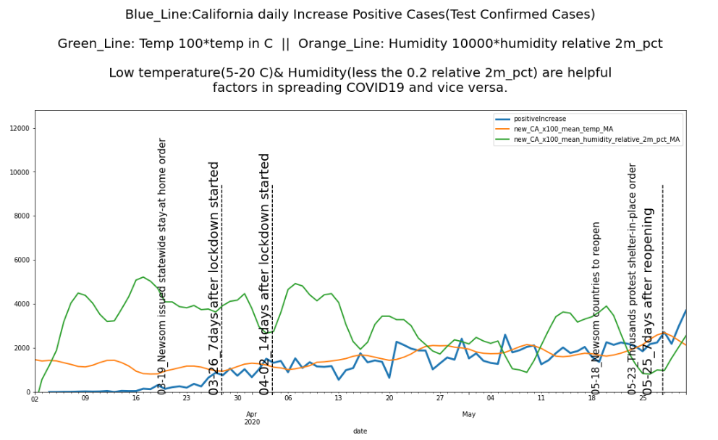 Blue_Line:California daily Increase Positive Cases(Test Confirmed Cases)
Green_Line: Temp 100*temp in C || Orange_Line: Humidity 10000*humidity relative 2m_pct
Low temperature(5-20 C)& Humidity(less the 0.2 relative 2m_pct) are helpful
factors in spreading COVID19 and vice versa.
positiveIncrease
new_CA_x100_mean_temp_MA
new_CA_x100_mean_humidity_relative_2m_pct_MA
12000
10000
8000
6000
4000
2000
0
03-19_Newsom issued statewide stay-at home order
03-26_7days after lockdown started
04-02_14days after lockdown started
05-18_Newsom countries to reopen
05-23_Thousands protest shelter-in-place order
05-25_7days after reopening
02 09 16 23 30 06 13 20 27 04 11 18 25
Apr
2020
May
date